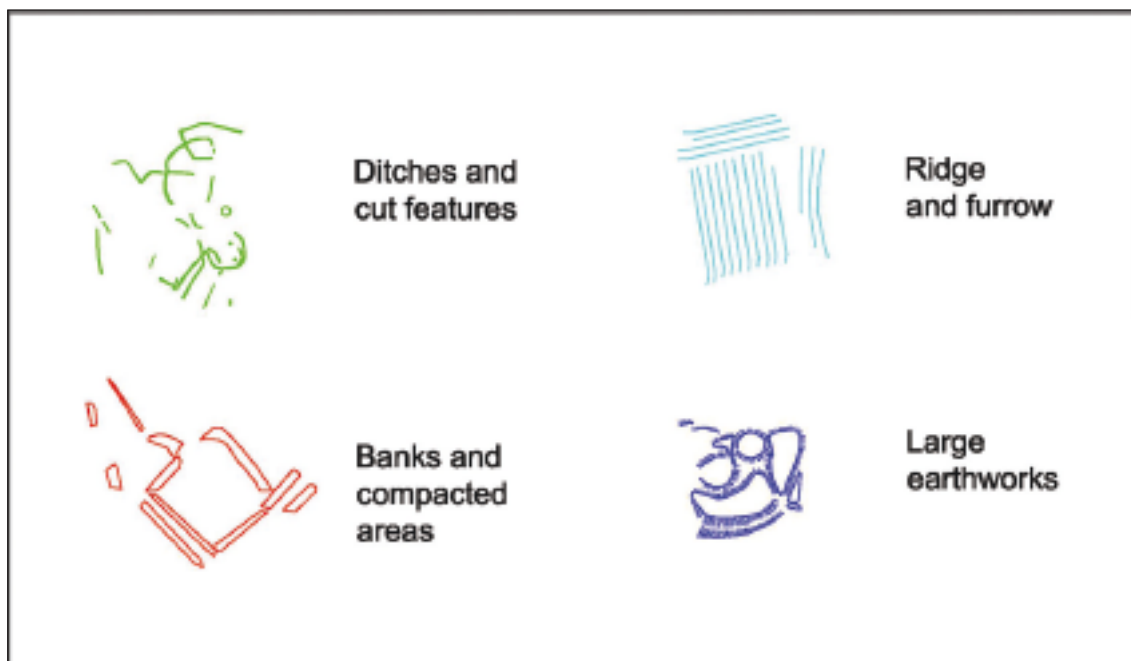 Ditches and
cut features
Ridge
and furrow
Banks and
compacted
areas
Large
earthworks